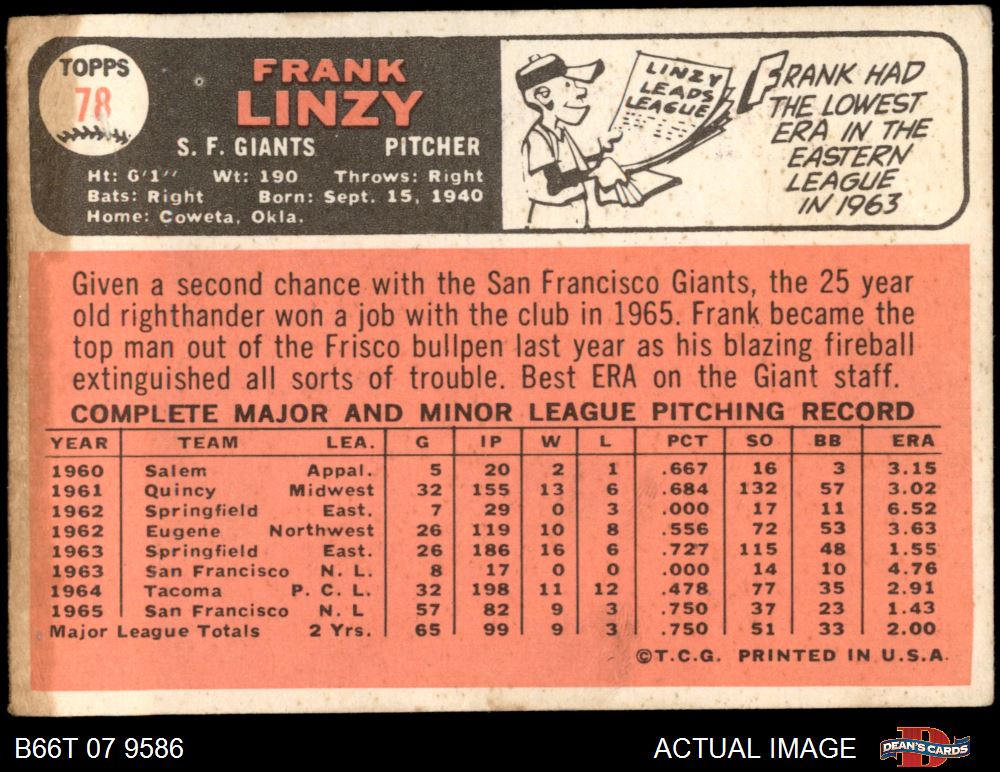 TOPPS
78
FRANK
LINZY
S. F. GIANTS PITCHER
Ht: 6'1" Wt: 190 Throws: Right
Bats: Right Born: Sept. 15, 1940
Home: Coweta, Okla.
LINZY
LEADS
LEAGUE
FRANK HAD
THE LOWEST
ERA IN THE
EASTERN
LEAGUE
IN 1963
Given a second chance with the San Francisco Giants, the 25 year
old righthander won a job with the club in 1965. Frank became the
top man out of the Frisco bullpen last year as his blazing fireball
extinguished all sorts of trouble. Best ERA on the Giant staff.
COMPLETE MAJOR AND MINOR LEAGUE PITCHING RECORD
YEAR TEAM LEA. G IP W L PCT SO BB ERA
1960 Salem Appal. 5 20 2 1 .667 16 3 3.15
1961 Quincy Midwest 32 155 13 6 .684 132 57 3.02
1962 Springfield East. 7 29 0 3 .000 17 11 6.52
1962 Eugene Northwest 26 119 10 8 .556 72 53 3.63
1963 Springfield East. 26 186 16 6 .727 115 48 1.55
1963 San Francisco N. L. 8 17 0 0 .000 14 10 4.76
1964 Tacoma P. C. L. 32 198 11 12 .478 77 35 2.91
1965 San Francisco N. L 57 82 9 3 .750 37 23 1.43
Major League Totals 2 Yrs. 65 99 9 3 .750 51 33 2.00
©T.C.G. PRINTED IN U.S.A.
B66T 07 9586 ACTUAL IMAGE DEAN'S CARDS